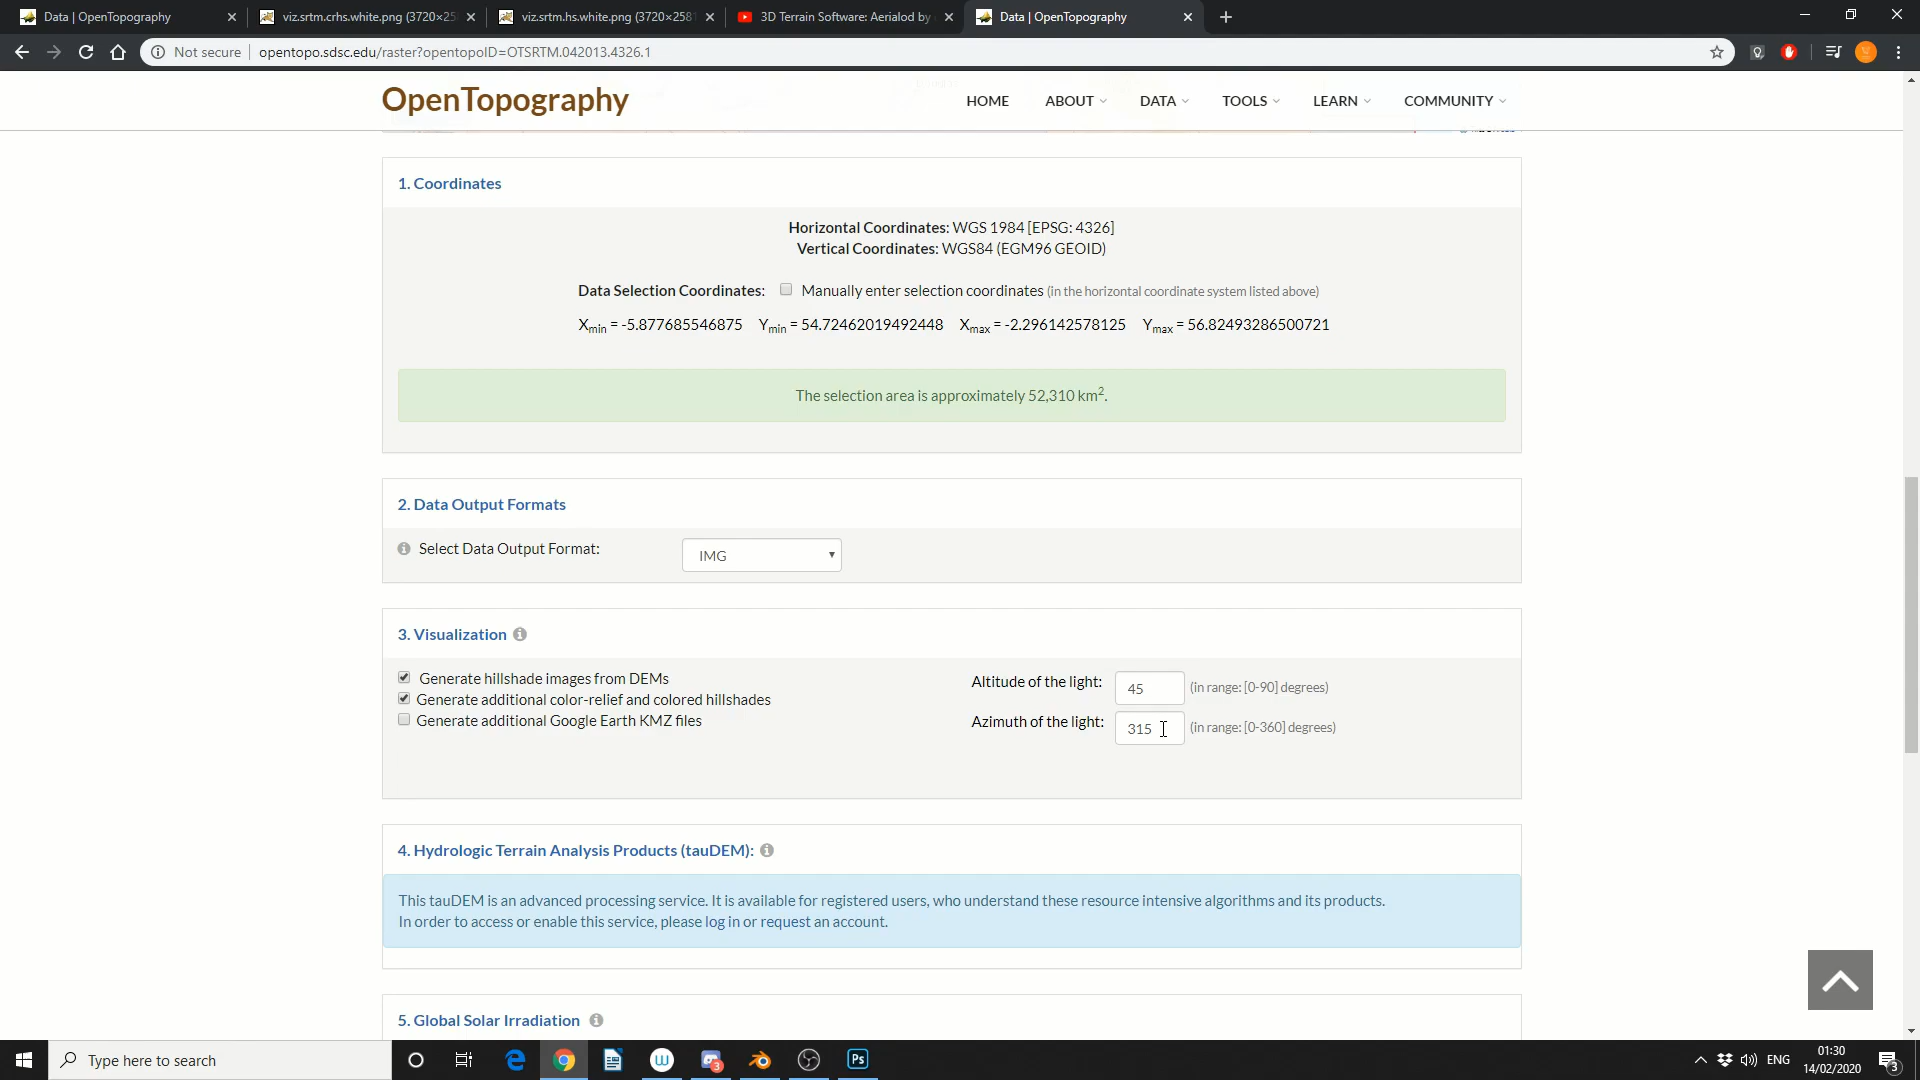 Data | OpenTopography
viz.srtm.crhs.white.png (3720×25
viz.srtm.hs.white.png (3720×2581
3D Terrain Software: Aerialod by
Data | OpenTopography
Not secure
opentopo.sdsc.edu/raster?opentopoID=OTSRTM.042013.4326.1
OpenTopography
HOME
ABOUT
DATA
TOOLS
LEARN
COMMUNITY
1. Coordinates
Horizontal Coordinates: WGS 1984 [EPSG: 4326]
Vertical Coordinates: WGS84 (EGM96 GEOID)
Data Selection Coordinates: Manually enter selection coordinates (in the horizontal coordinate system listed above)
Xmin = -5.877685546875 Ymin = 54.72462019492448 Xmax = -2.296142578125 Ymax = 56.82493286500721
The selection area is approximately 52,310 km2.
2. Data Output Formats
Select Data Output Format:
IMG
3. Visualization
Generate hillshade images from DEMs
Generate additional color-relief and colored hillshades
Generate additional Google Earth KMZ files
Altitude of the light: 45 (in range: [0-90] degrees)
Azimuth of the light: 315 (in range: [0-360] degrees)
4. Hydrologic Terrain Analysis Products (tauDEM):
This tauDEM is an advanced processing service. It is available for registered users, who understand these resource intensive algorithms and its products.
In order to access or enable this service, please log in or request an account.
5. Global Solar Irradiation
Type here to search
W
3
Ps
ENG
01:30
14/02/2020
3